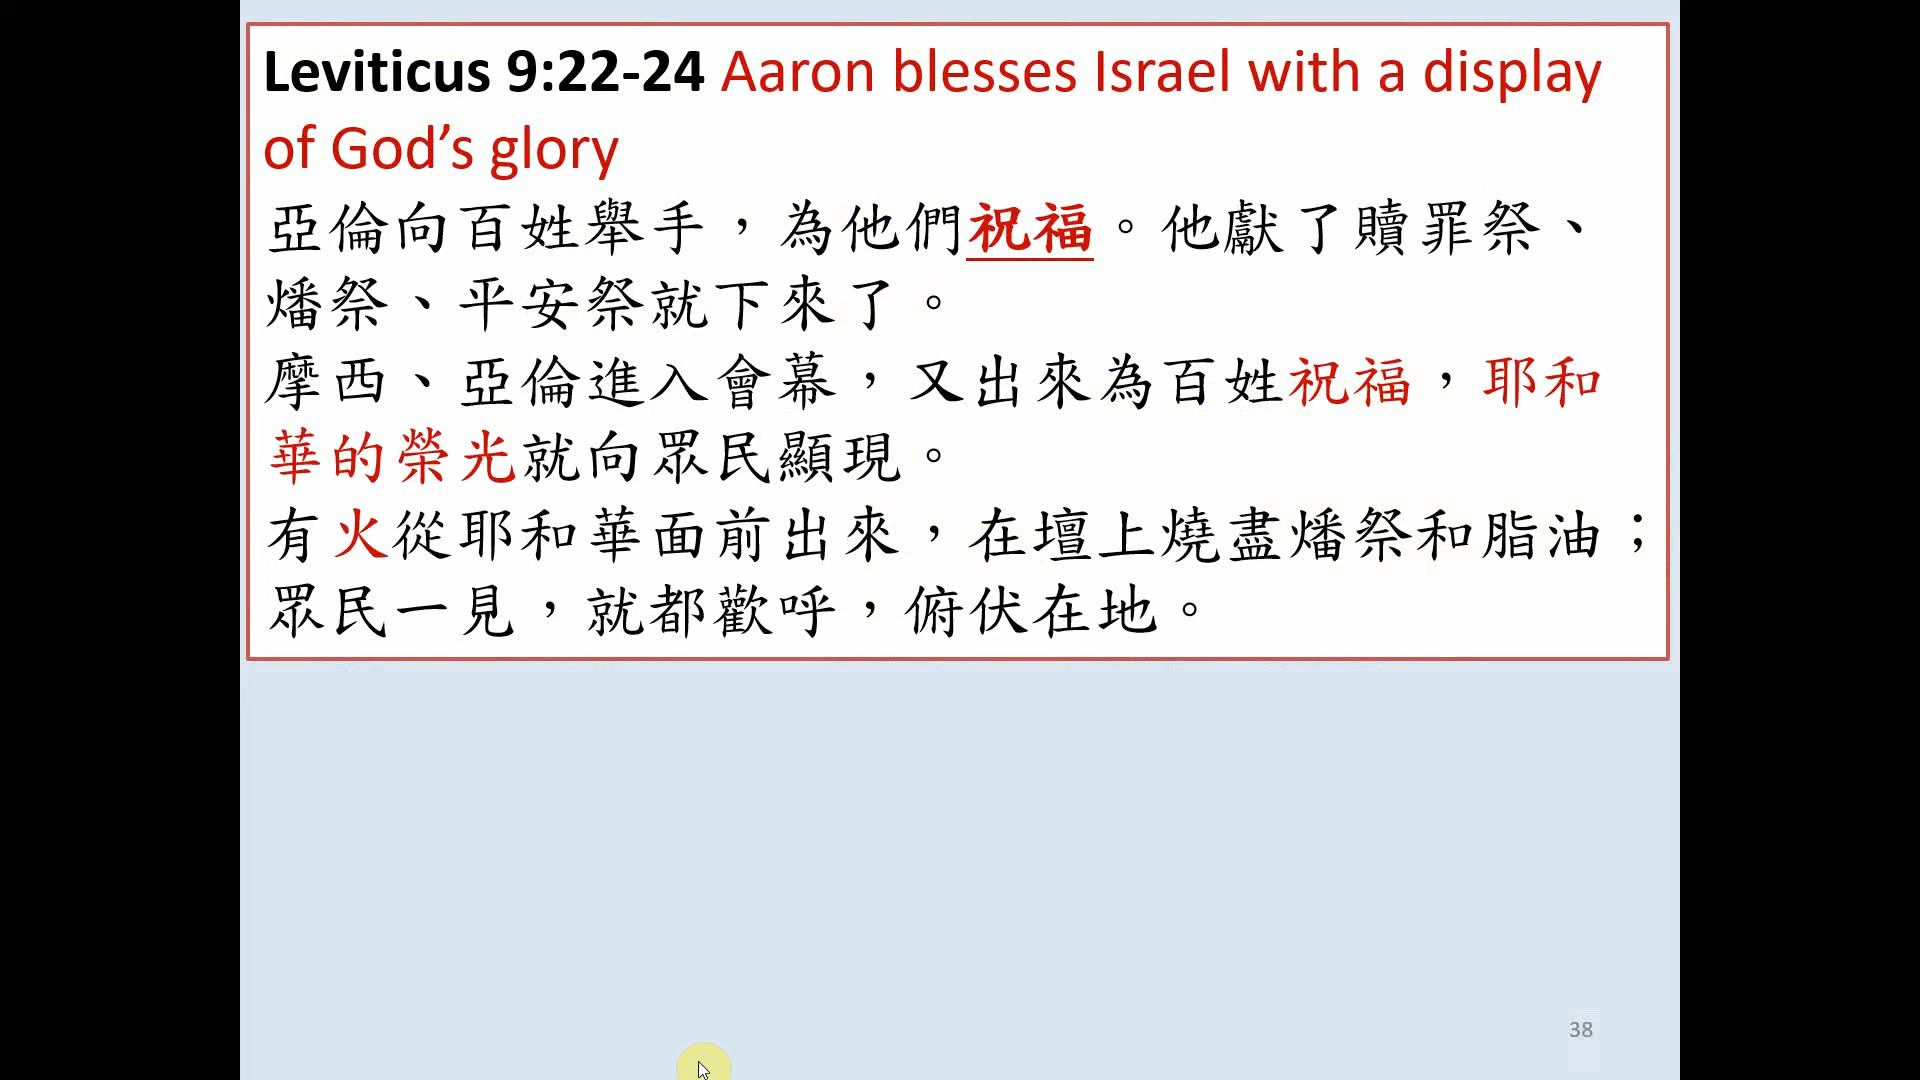 Leviticus 9:22-24 Aaron blesses Israel with a display
of God’s glory
亞倫向百姓舉手，為他們祝福。他獻了贖罪祭、
燔祭、平安祭就下來了。
摩西、亞倫進入會幕，又出來為百姓祝福，耶和
華的榮光就向眾民顯現。
有火從耶和華面前出來，在壇上燒盡燔祭和脂油；
眾民一見，就都歡呼，俯伏在地。
38